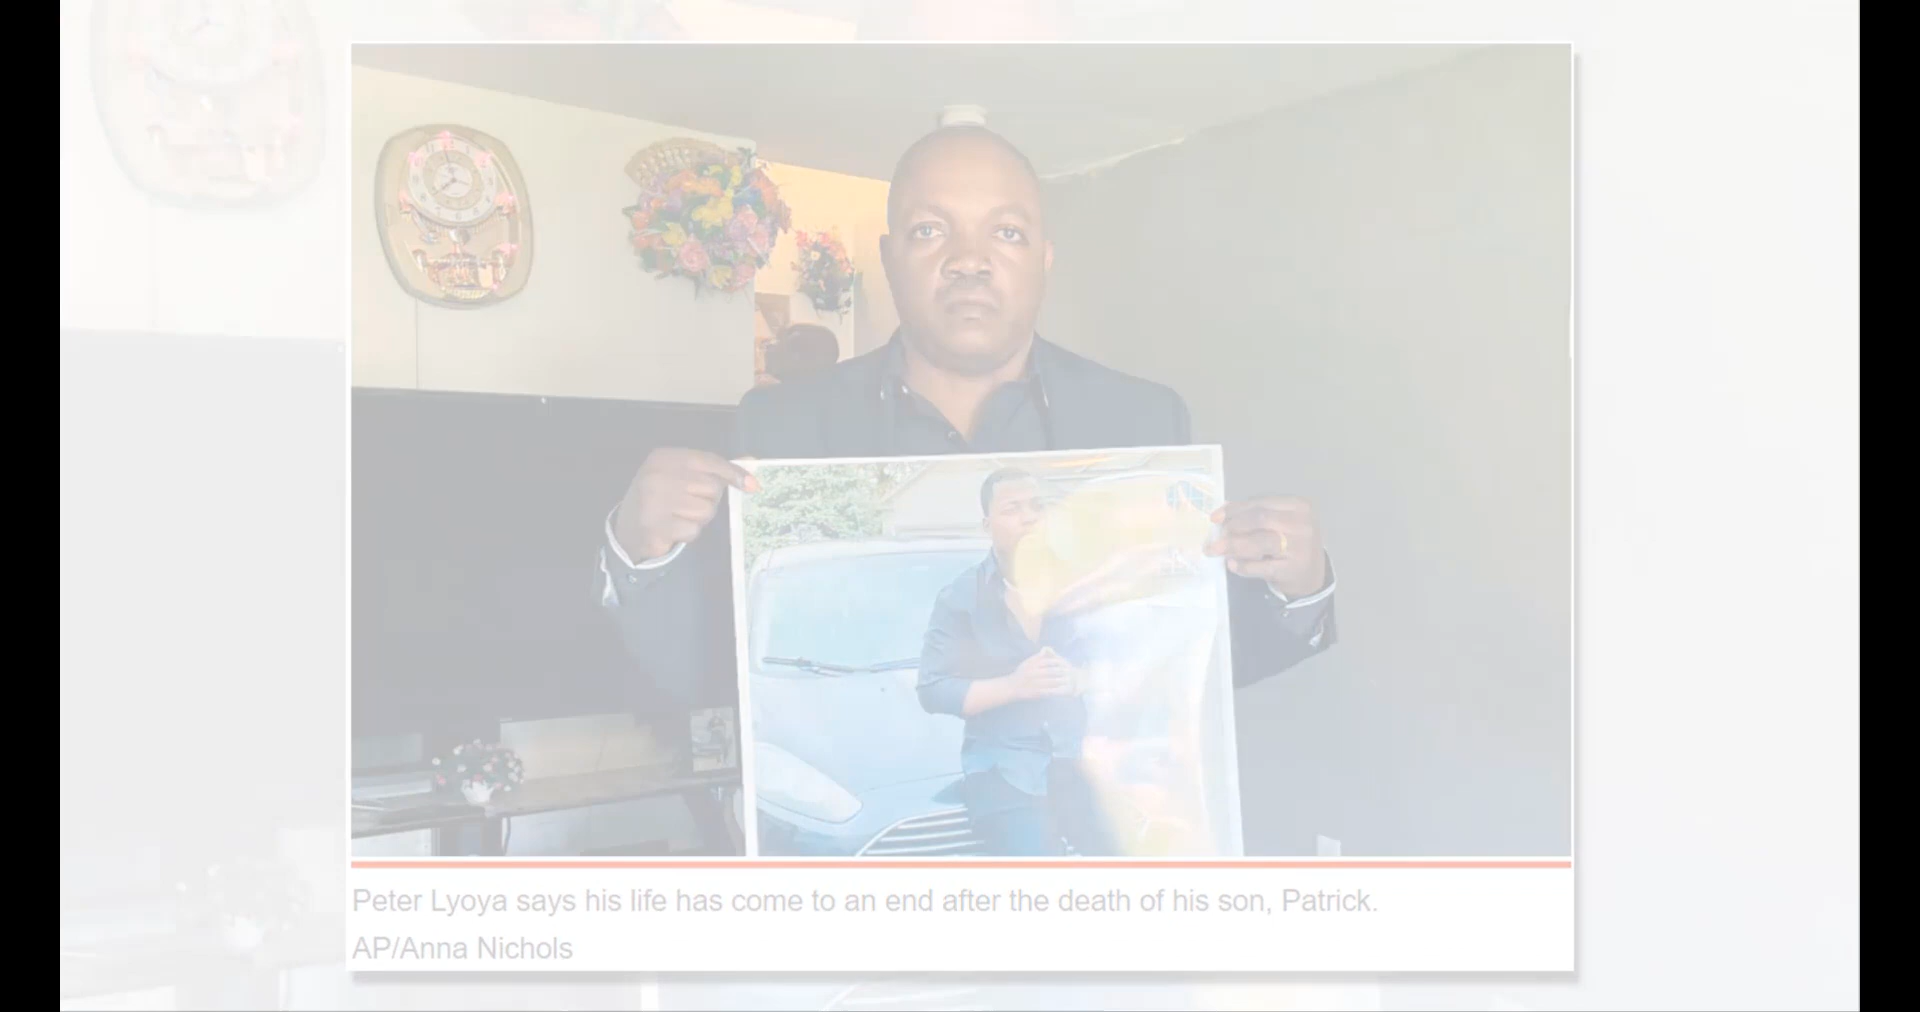 Peter Lyoya says his life has come to an end after the death of his son, Patrick.
AP/Anna Nichols